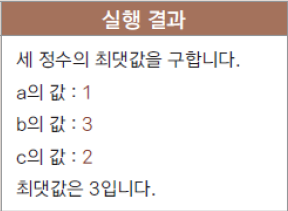 실행 결과
세 정수의 최댓값을 구합니다.
a의 값 : 1
b의 값 : 3
c의 값 : 2
최댓값은 3입니다.